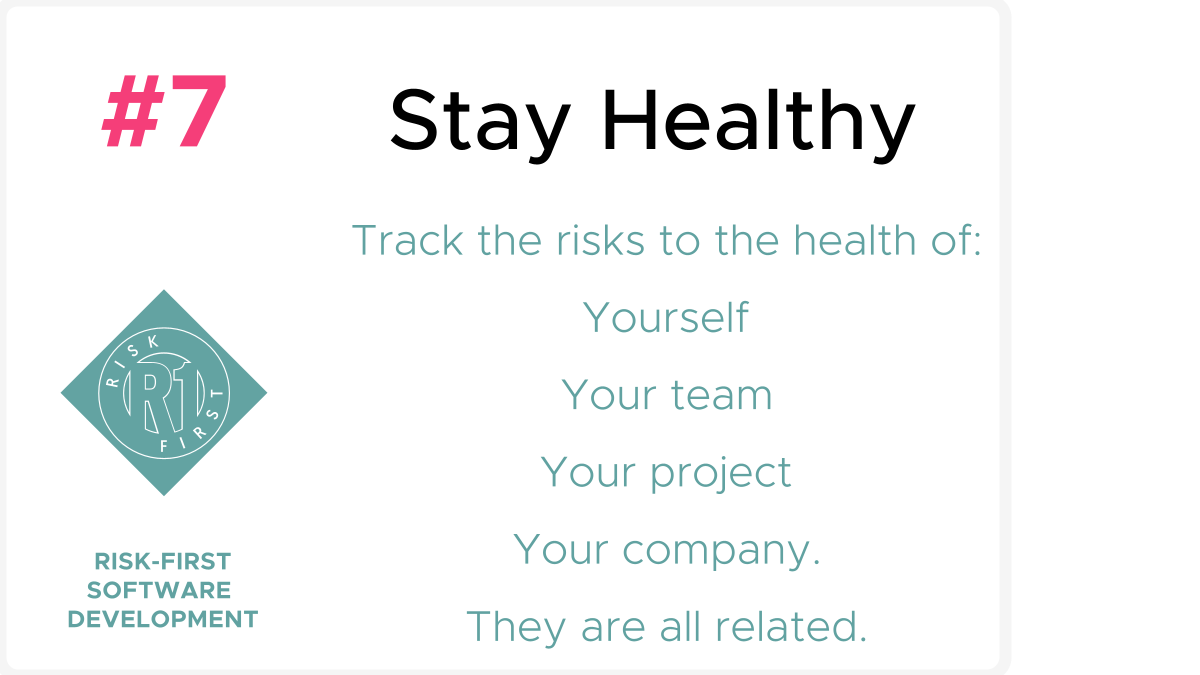 #7
Stay Healthy
Track the risks to the health of:
Yourself
Your team
Your project
Your company.
They are all related.
RISK
R1
FIRST
RISK-FIRST
SOFTWARE
DEVELOPMENT